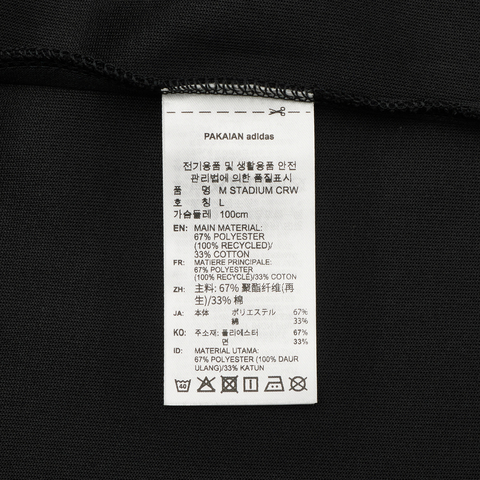 PAKAIAN adidas
전기용품 및 생활용품 안전
관리법에 의한 품질표시
품 명 M STADIUM CRW
호 칭 L
가슴둘레 100cm
EN: MAIN MATERIAL:
67% POLYESTER
(100% RECYCLED)/
33% COTTON
FR: MATIERE PRINCIPALE:
67% POLYESTER
(100% RECYCLE)/33% COTON
ZH: 主料: 67% 聚酯纤维(再
生)/33% 棉
JA: 本体 ポリエステル 67%
綿 33%
KO: 주소재: 폴리에스터 67%
면 33%
ID: MATERIAL UTAMA:
67% POLYESTER (100% DAUR
ULANG)/33% KATUN
40